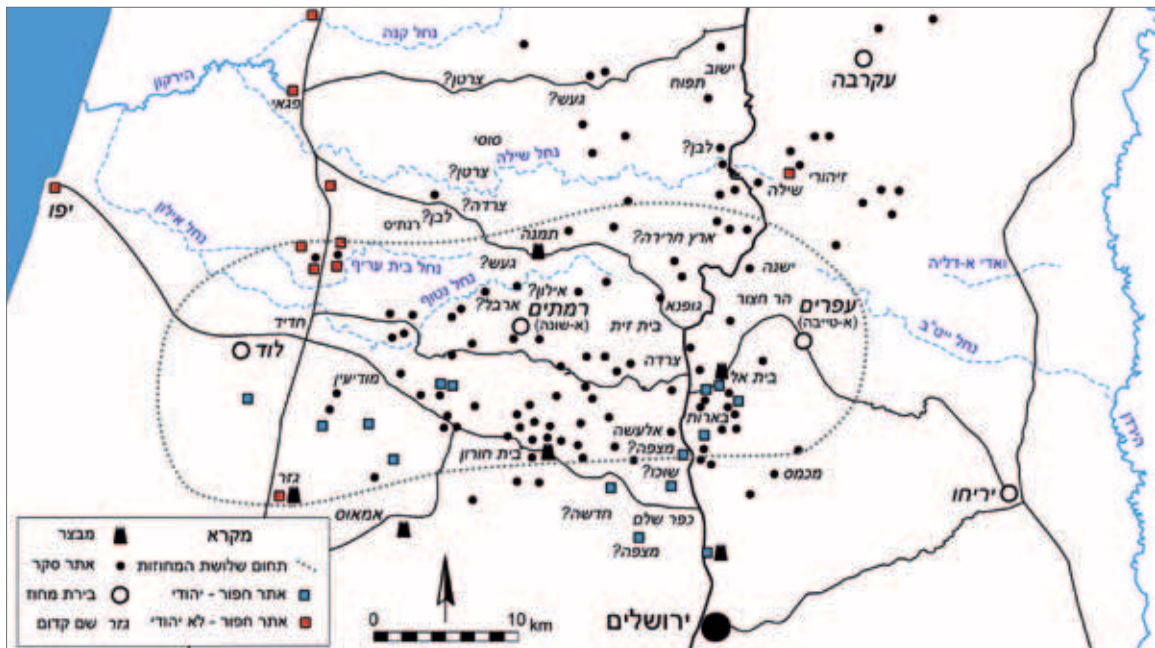 נחל קנה
הירקון
פגאי
צרטן?
געש?
ישוב
תפוח
עקרבה
סוסי
נחל שילה
צרטן?
לבן?
שילה
זיהורי
יפו
נחל אילון
צרדה?
לבן?
רנתיס
תמנה
ארץ חרירה?
נחל בית עריף
געש?
נחל נטוף
אילון?
ארבל?
רמתים
(א-שונה)
גופנא
ישנה
הר חצור
עפרים
(א-טייבה)
ואדי א-דליה
נחל ייט"ב
הירדן
חדיד
לוד
בית זית
צרדה
בית אל
מודיעין
בארות
אלעשה
מצפה?
בית חורון
שוכו?
מכמס
יריחו
גזר
אמאוס
חדשה?
כפר שלם
מצפה?
ירושלים
מקרא
מבצר
תחום שלושת המחוזות
אתר סקר
אתר חפור - יהודי
בירת מחוז
אתר חפור - לא יהודי
גזר שם קדום
0 10
km